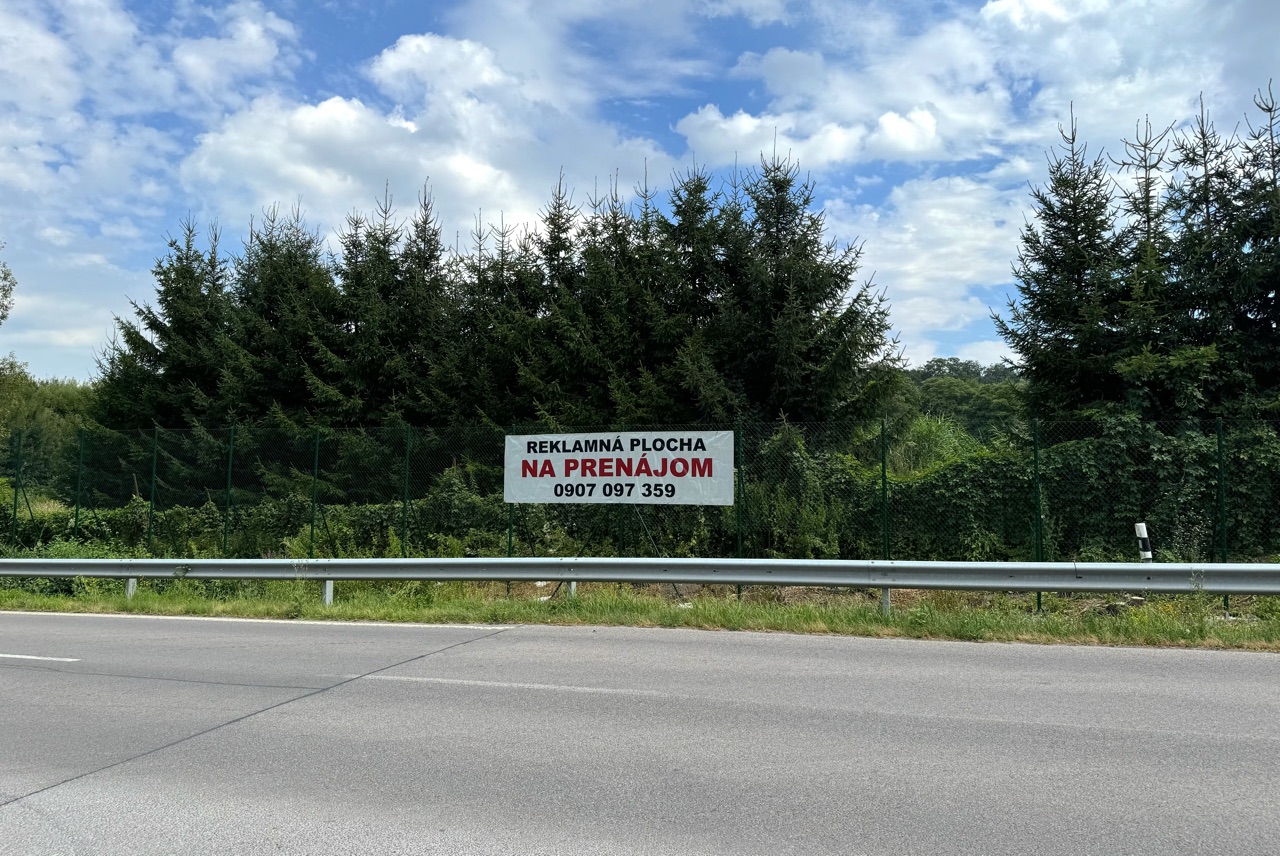 REKLAMNÁ PLOCHA
NA PRENÁJOM
0907 097 359